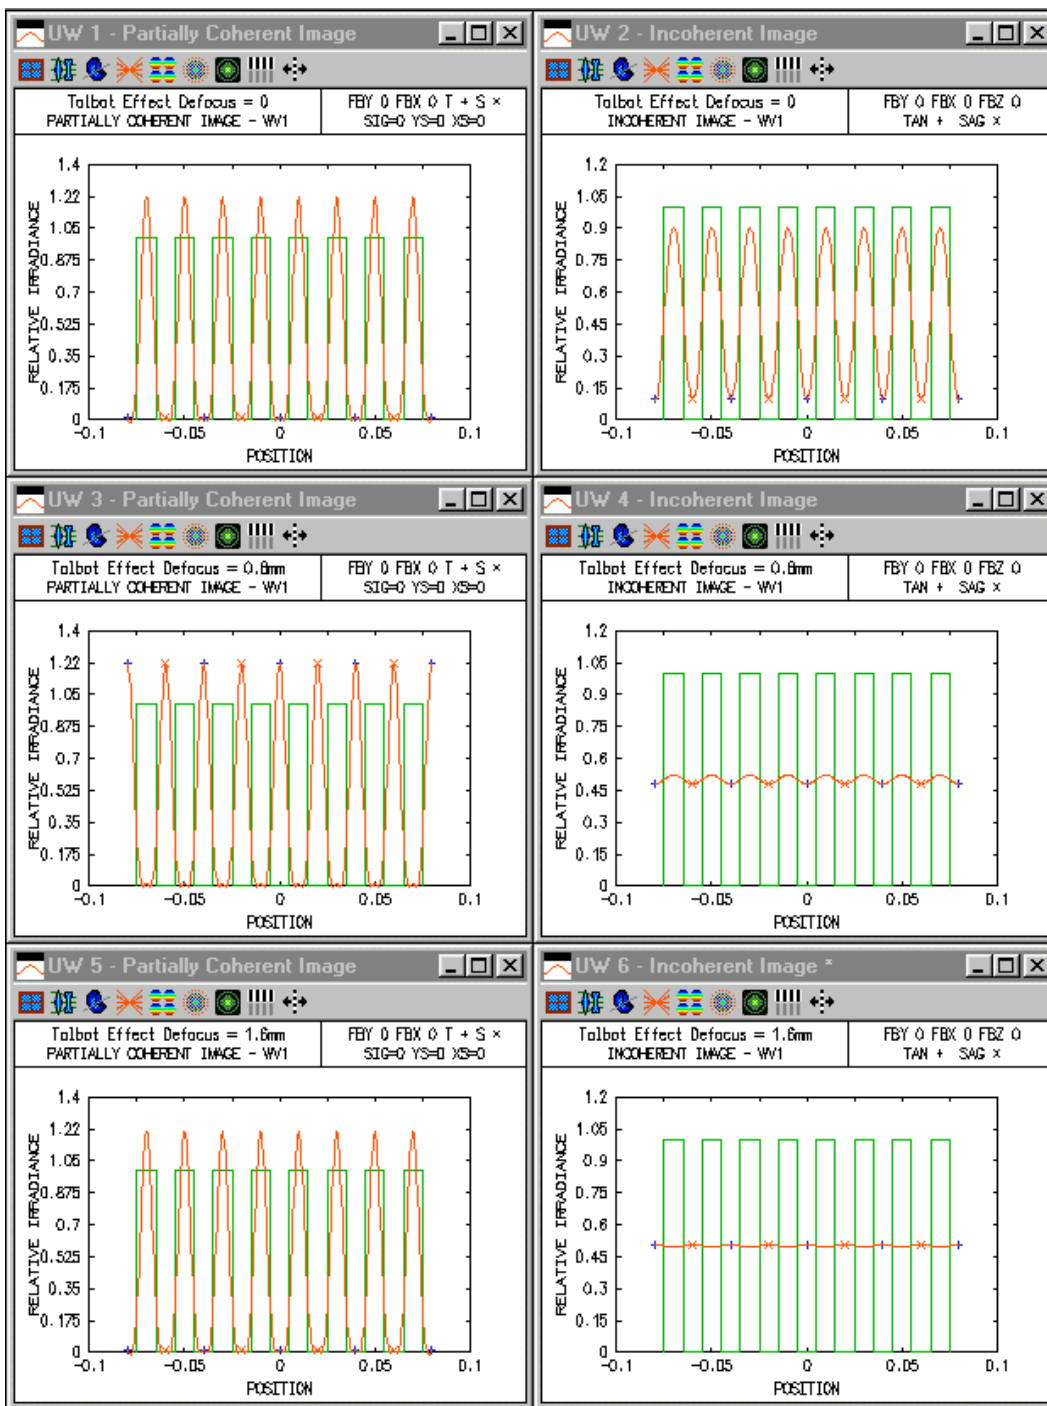 UW 1 - Partially Coherent Image
Talbot Effect Defocus = 0
PARTIALLY COHERENT IMAGE - WV1
FBY 0 FBX 0 T + S ×
SIG=0 YS=0 XS=0
RELATIVE IRRADIANCE
1.4
1.22
1.05
0.875
0.7
0.525
0.35
0.175
0
-0.1
-0.05
0
0.05
0.1
POSITION
UW 2 - Incoherent Image
Talbot Effect Defocus = 0
INCOHERENT IMAGE - WV1
FBY 0 FBX 0 FBZ 0
TAN + SAG ×
RELATIVE IRRADIANCE
1.2
1.05
0.9
0.75
0.6
0.45
0.3
0.15
0
-0.1
-0.05
0
0.05
0.1
POSITION
UW 3 - Partially Coherent Image
Talbot Effect Defocus = 0.8mm
PARTIALLY COHERENT IMAGE - WV1
FBY 0 FBX 0 T + S ×
SIG=0 YS=0 XS=0
RELATIVE IRRADIANCE
1.4
1.22
1.05
0.875
0.7
0.525
0.35
0.175
0
-0.1
-0.05
0
0.05
0.1
POSITION
UW 4 - Incoherent Image
Talbot Effect Defocus = 0.8mm
INCOHERENT IMAGE - WV1
FBY 0 FBX 0 FBZ 0
TAN + SAG ×
RELATIVE IRRADIANCE
1.2
1.05
0.9
0.75
0.6
0.45
0.3
0.15
0
-0.1
-0.05
0
0.05
0.1
POSITION
UW 5 - Partially Coherent Image
Talbot Effect Defocus = 1.6mm
PARTIALLY COHERENT IMAGE - WV1
FBY 0 FBX 0 T + S ×
SIG=0 YS=0 XS=0
RELATIVE IRRADIANCE
1.4
1.22
1.05
0.875
0.7
0.525
0.35
0.175
0
-0.1
-0.05
0
0.05
0.1
POSITION
UW 6 - Incoherent Image *
Talbot Effect Defocus = 1.6mm
INCOHERENT IMAGE - WV1
FBY 0 FBX 0 FBZ 0
TAN + SAG ×
RELATIVE IRRADIANCE
1.2
1.05
0.9
0.75
0.6
0.45
0.3
0.15
0
-0.1
-0.05
0
0.05
0.1
POSITION